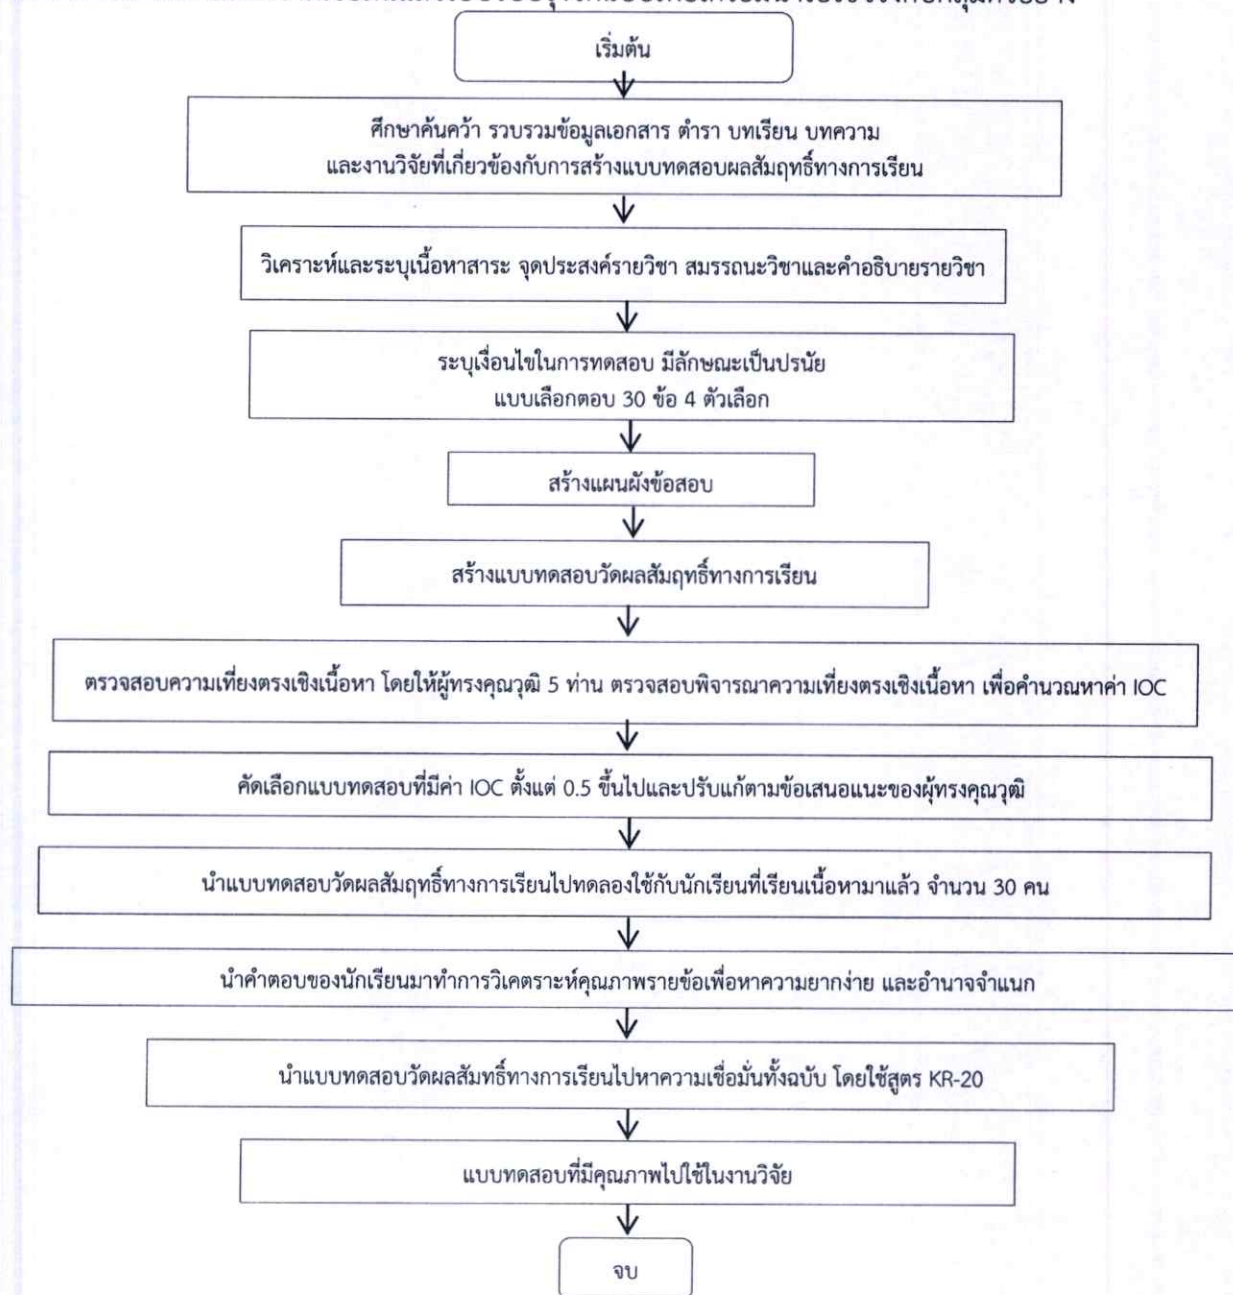 เริ่มต้น
ศึกษาค้นคว้า รวบรวมข้อมูลเอกสาร ตำรา บทเรียน บทความ
และงานวิจัยที่เกี่ยวข้องกับการสร้างแบบทดสอบผลสัมฤทธิ์ทางการเรียน
วิเคราะห์และระบุเนื้อหาสาระ จุดประสงค์รายวิชา สมรรถนะวิชาและคำอธิบายรายวิชา
ระบุเงื่อนไขในการทดสอบ มีลักษณะเป็นปรนัย
แบบเลือกตอบ 30 ข้อ 4 ตัวเลือก
สร้างแผนผังข้อสอบ
สร้างแบบทดสอบวัดผลสัมฤทธิ์ทางการเรียน
ตรวจสอบความเที่ยงตรงเชิงเนื้อหา โดยให้ผู้ทรงคุณวุฒิ 5 ท่าน ตรวจสอบพิจารณาความเที่ยงตรงเชิงเนื้อหา เพื่อคำนวณหาค่า IOC
คัดเลือกแบบทดสอบที่มีค่า IOC ตั้งแต่ 0.5 ขึ้นไปและปรับแก้ตามข้อเสนอแนะของผู้ทรงคุณวุฒิ
นำแบบทดสอบวัดผลสัมฤทธิ์ทางการเรียนไปทดลองใช้กับนักเรียนที่เรียนเนื้อหามาแล้ว จำนวน 30 คน
นำคำตอบของนักเรียนมาทำการวิเคตราะห์คุณภาพรายข้อเพื่อหาความยากง่าย และอำนาจจำแนก
นำแบบทดสอบวัดผลสัมทธิ์ทางการเรียนไปหาความเชื่อมั่นทั้งฉบับ โดยใช้สูตร KR-20
แบบทดสอบที่มีคุณภาพไปใช้ในงานวิจัย
จบ